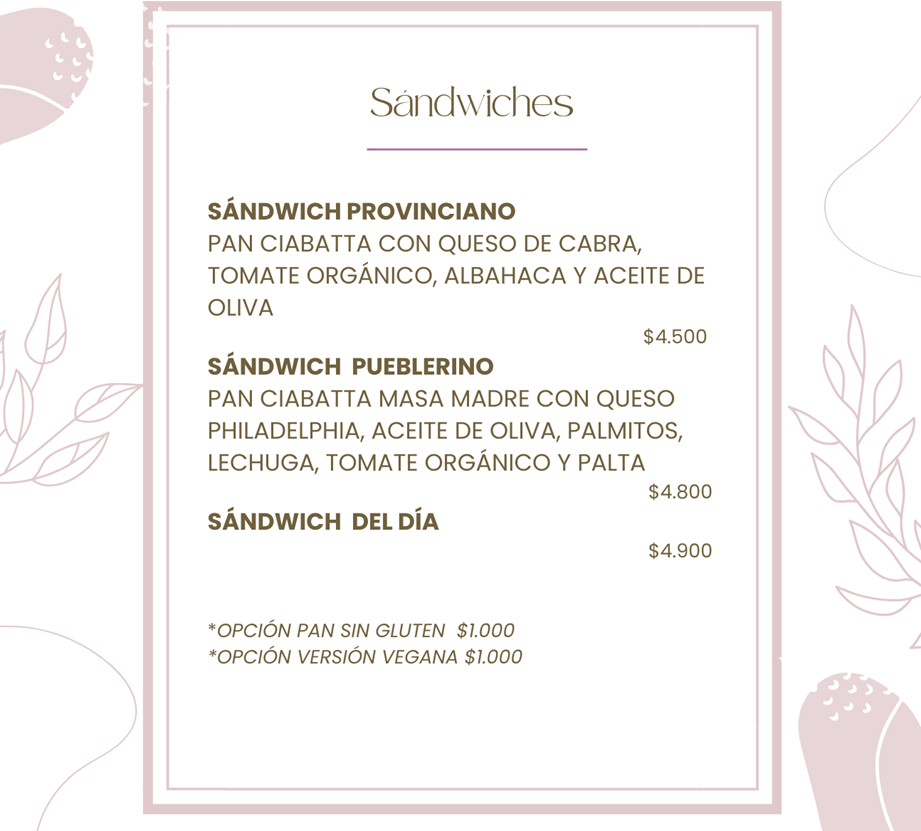 Sándwiches
SÁNDWICH PROVINCIANO
PAN CIABATTA CON QUESO DE CABRA,
TOMATE ORGÁNICO, ALBAHACA Y ACEITE DE
OLIVA
$4.500
SÁNDWICH PUEBLERINO
PAN CIABATTA MASA MADRE CON QUESO
PHILADELPHIA, ACEITE DE OLIVA, PALMITOS,
LECHUGA, TOMATE ORGÁNICO Y PALTA
$4.800
SÁNDWICH DEL DÍA
$4.900
*OPCIÓN PAN SIN GLUTEN $1.000
*OPCIÓN VERSIÓN VEGANA $1.000